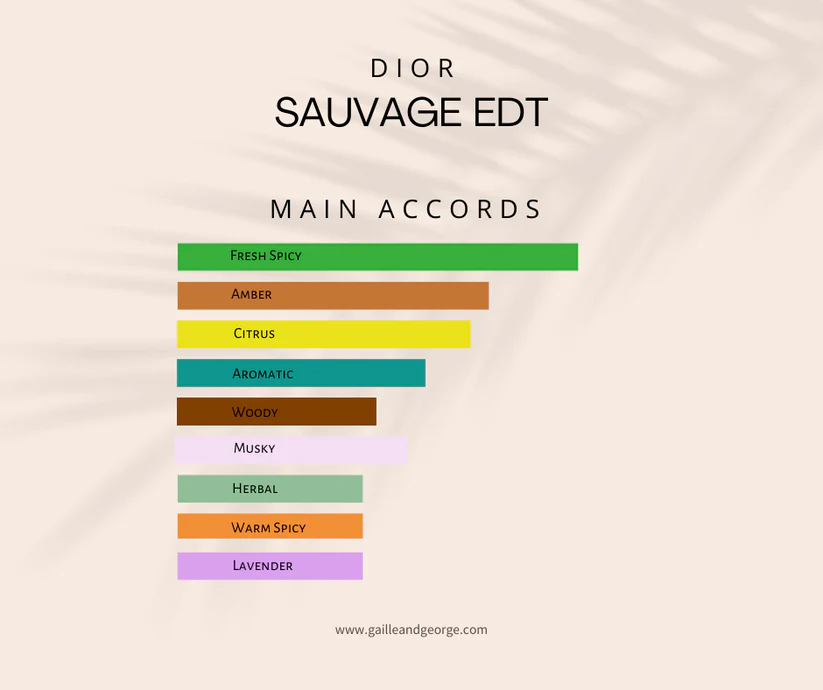 DIOR
SAUVAGE EDT
MAIN ACCORDS
Fresh Spicy
Amber
Citrus
Aromatic
Woody
Musky
Herbal
Warm Spicy
Lavender
www.gailleandgeorge.com